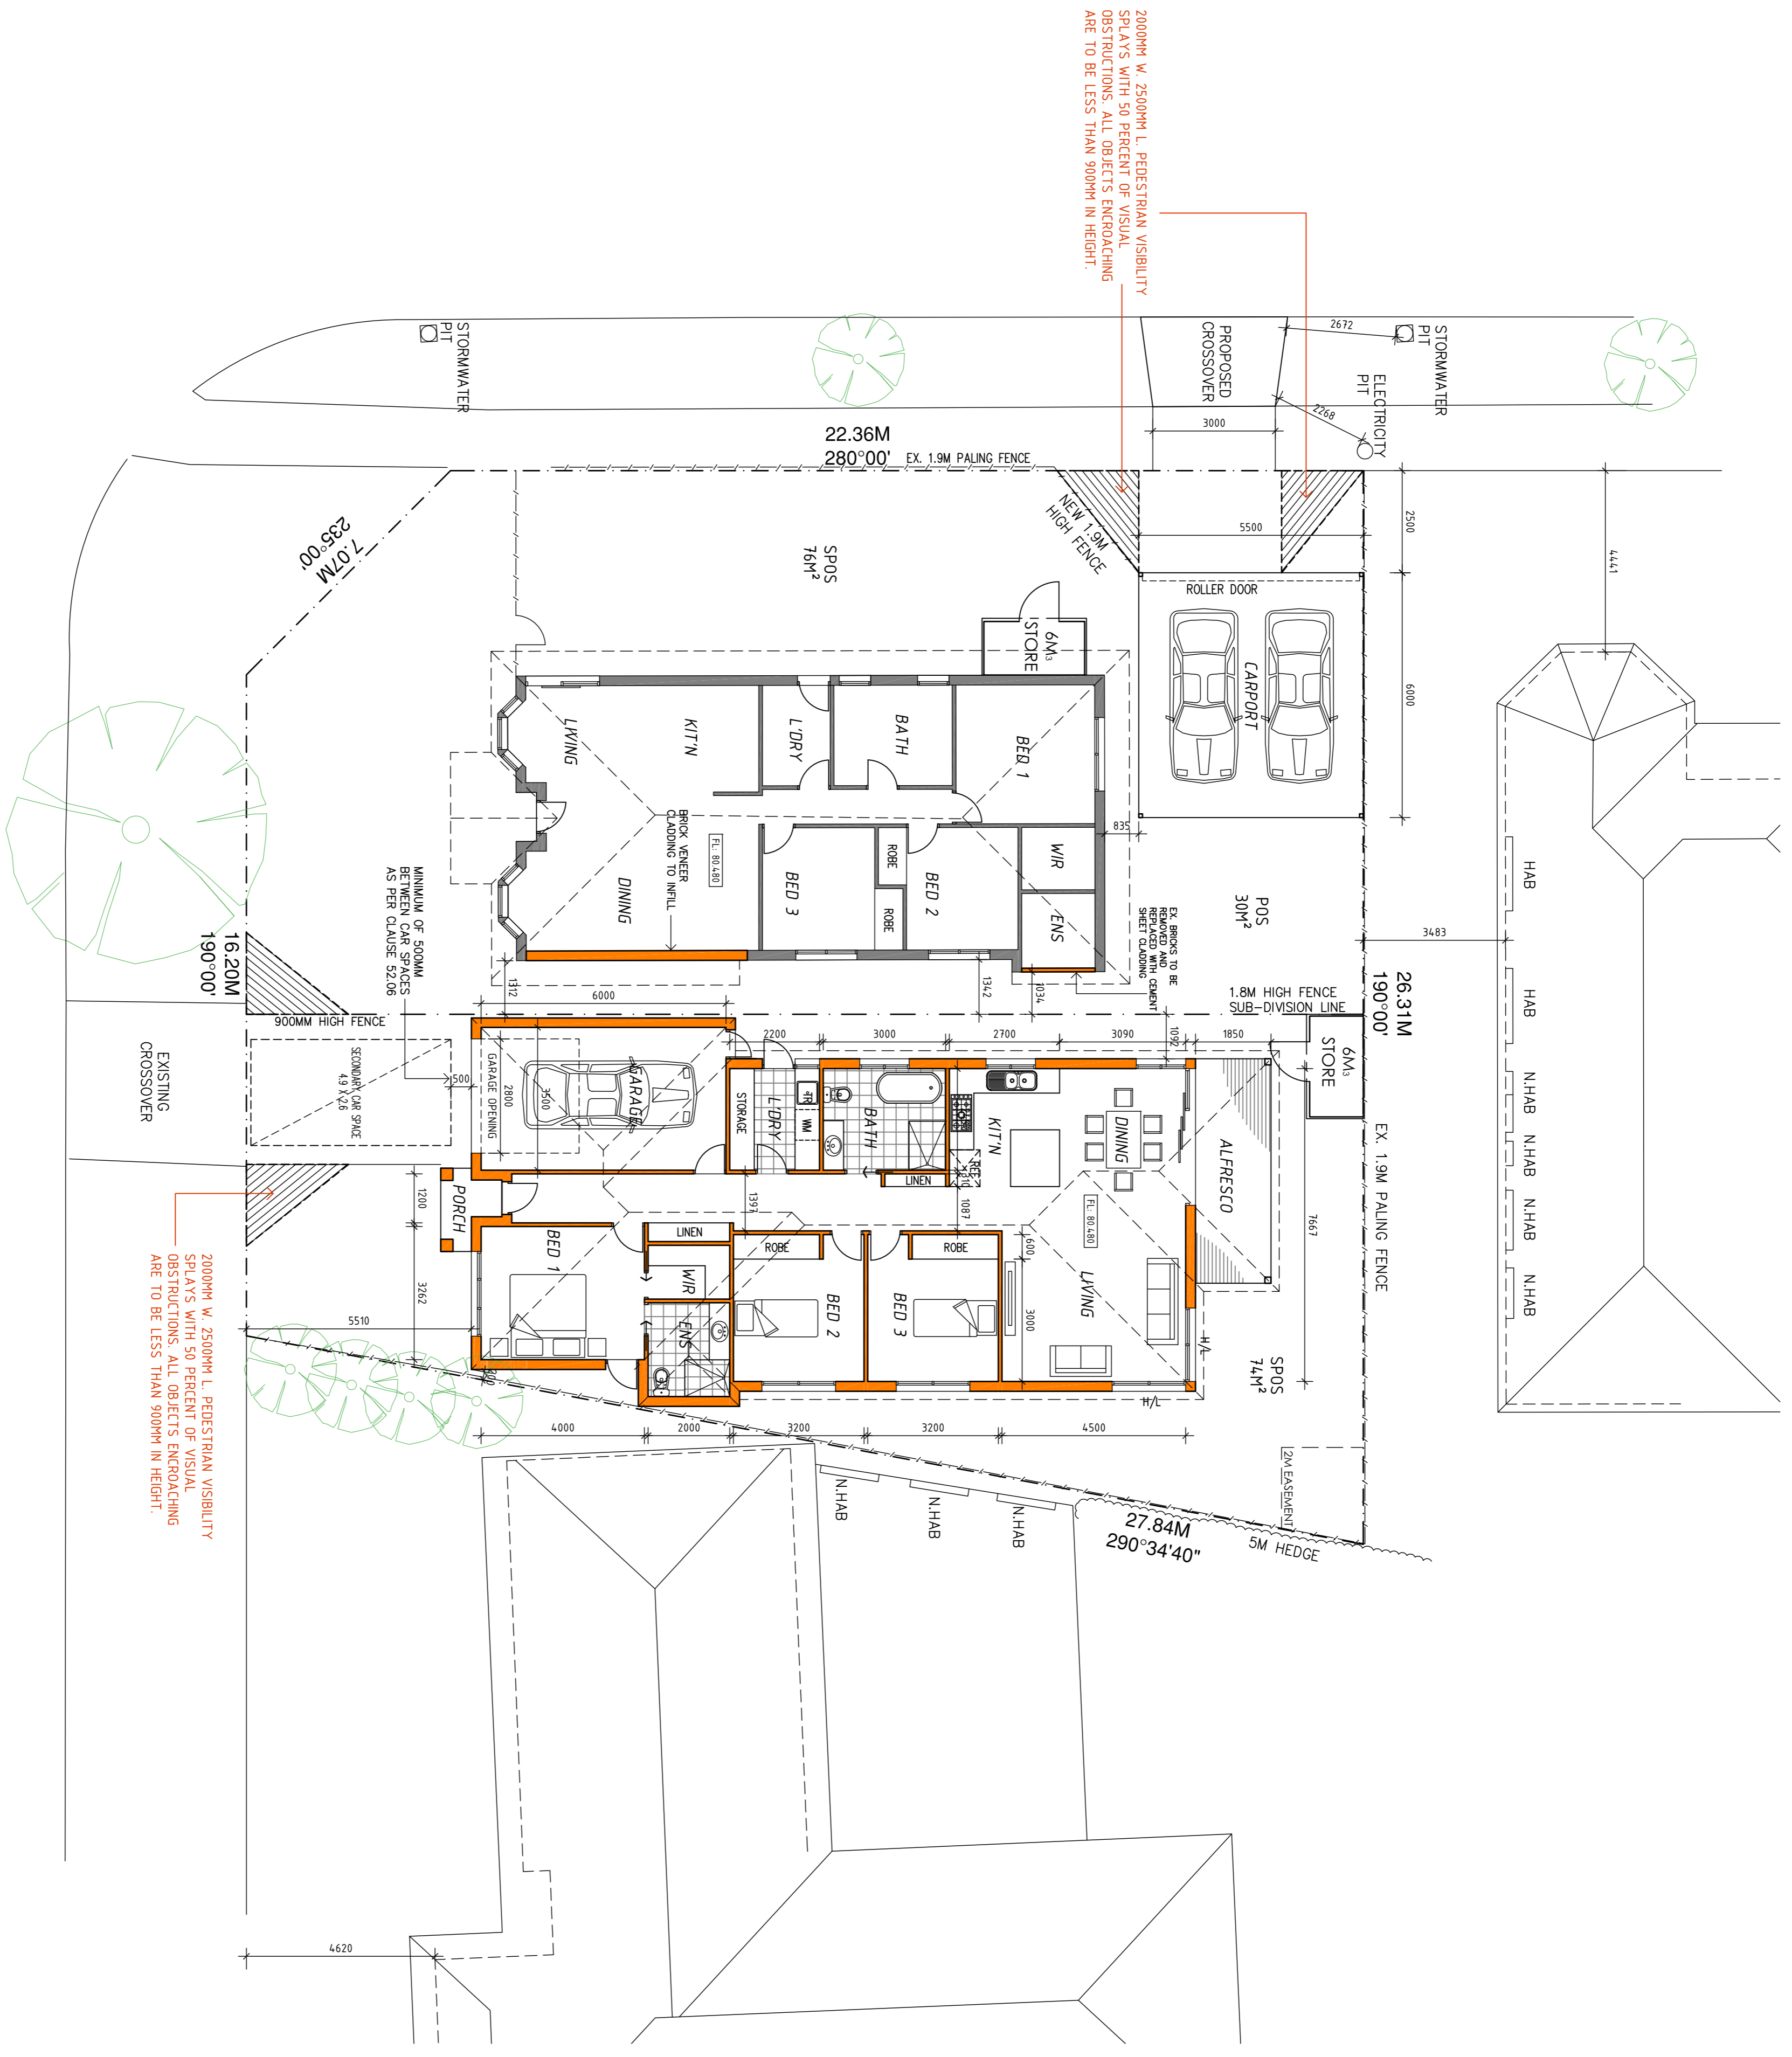 2000MM W. 2500MM L. PEDESTRIAN VISIBILITY
SPLAYS WITH 50 PERCENT OF VISUAL
OBSTRUCTIONS. ALL OBJECTS ENCROACHING
ARE TO BE LESS THAN 900MM IN HEIGHT.
STORMWATER
PIT
PROPOSED
CROSSOVER
2672
STORMWATER
PIT
ELECTRICITY
PIT
2268
3000
22.36M
280°00'
EX. 1.9M PALING FENCE
NEW 1.9M
HIGH FENCE
5500
2500
4441
7.07M
235°00'
SPOS
76M²
ROLLER DOOR
6M³
STORE
CARPORT
6000
LIVING
KIT'N
L'DRY
BATH
BED 1
BRICK VENEER
CLADDING TO INFILL
FL: 80.480
835
DINING
BED 3
ROBE
ROBE
BED 2
WIR
ENS
POS
30M²
HAB
EX. BRICKS TO BE
REMOVED AND
REPLACED WITH CEMENT
SHEET CLADDING
3483
MINIMUM OF 500MM
BETWEEN CAR SPACES
AS PER CLAUSE 52.06
16.20M
190°00'
26.31M
190°00'
1312
6000
1342
1034
1.8M HIGH FENCE
SUB-DIVISION LINE
HAB
900MM HIGH FENCE
2200
3000
2700
3090
1092
1850
6M³
STORE
EXISTING
CROSSOVER
SECONDARY CAR SPACE
4.9 X 2.6
500
GARAGE OPENING
2800
3500
GARAGE
STORAGE
L'DRY
TR
WM
BATH
KIT'N
DINING
ALFRESCO
EX. 1.9M PALING FENCE
N.HAB
N.HAB
N.HAB
N.HAB
REF
LINEN
910
1087
1397
1200
PORCH
FL: 80.480
7667
BED 1
LINEN
ROBE
ROBE
600
WIR
ENS
BED 2
BED 3
3000
LIVING
3262
5510
H/L
H/L
SPOS
74M²
1200
4000
2000
3200
3200
4500
2M EASEMENT
2000MM W. 2500MM L. PEDESTRIAN VISIBILITY
SPLAYS WITH 50 PERCENT OF VISUAL
OBSTRUCTIONS. ALL OBJECTS ENCROACHING
ARE TO BE LESS THAN 900MM IN HEIGHT.
N.HAB
N.HAB
N.HAB
27.84M
290°34'40"
5M HEDGE
4620